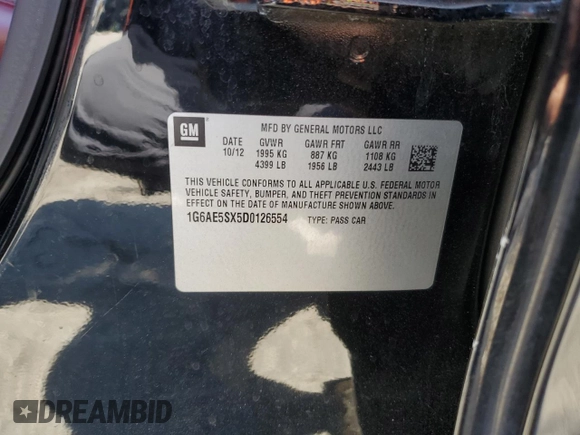 GM
MFD BY GENERAL MOTORS LLC
DATE GVWR GAWR FRT GAWR RR
10/12 1995 KG 887 KG 1108 KG
4399 LB 1956 LB 2443 LB
THIS VEHICLE CONFORMS TO ALL APPLICABLE U.S. FEDERAL MOTOR
VEHICLE SAFETY, BUMPER, AND THEFT PREVENTION STANDARDS IN
EFFECT ON THE DATE OF MANUFACTURE SHOWN ABOVE.
1G6AE5SX5D0126554 TYPE: PASS CAR
DREAMBID